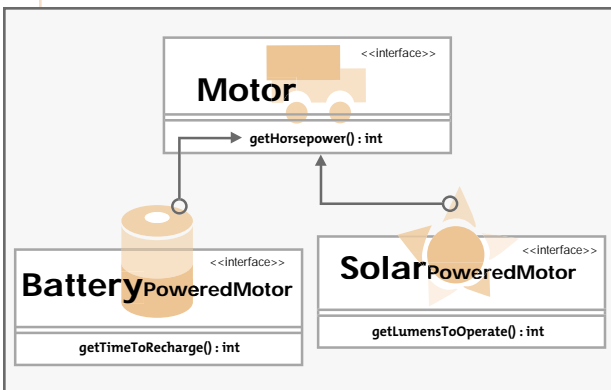 <<interface>>
Motor
getHorsepower() : int
<<interface>>
BatteryPoweredMotor
getTimeToRecharge() : int
<<interface>>
SolarPoweredMotor
getLumensToOperate() : int